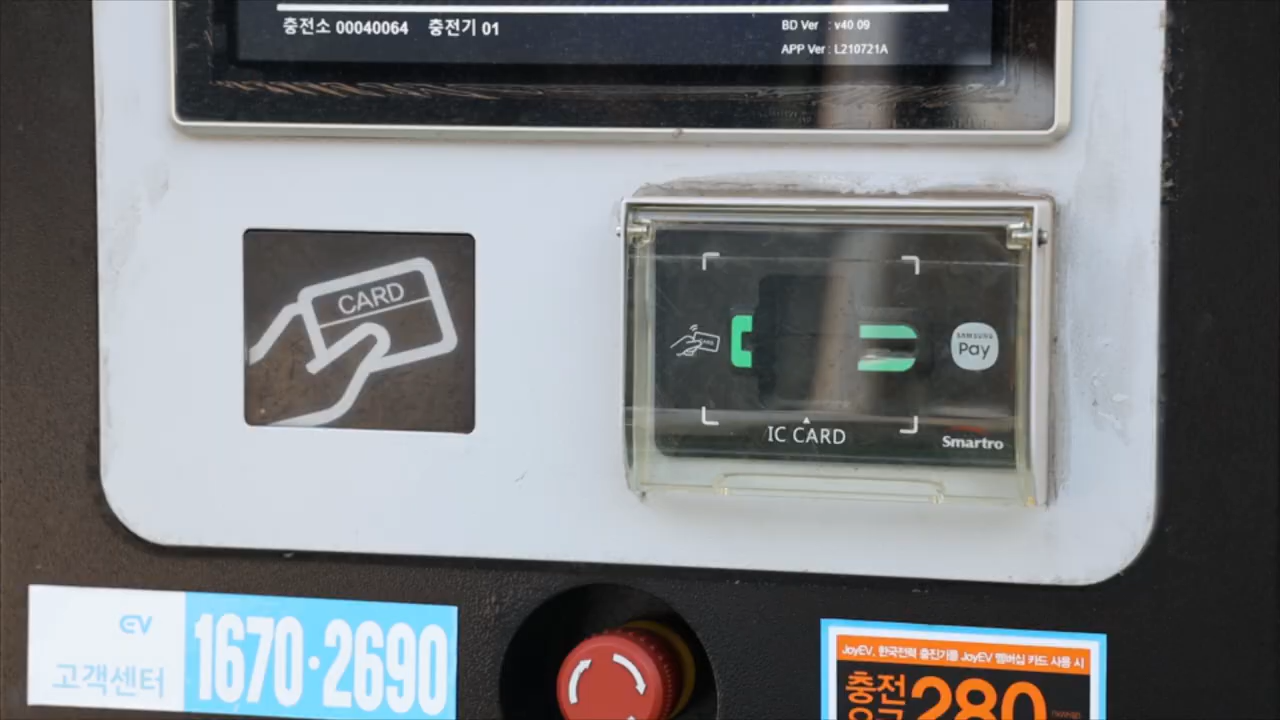 충전소 00040064 충전기 01
BD Ver : v40 09
APP Ver : L210721A
CARD
CARD
SAMSUNG
Pay
IC CARD
Smartro
EV
고객센터
1670·2690
JoyEV, 한국전력 충전기를 JoyEV 멤버십 카드 사용 시
충전
280